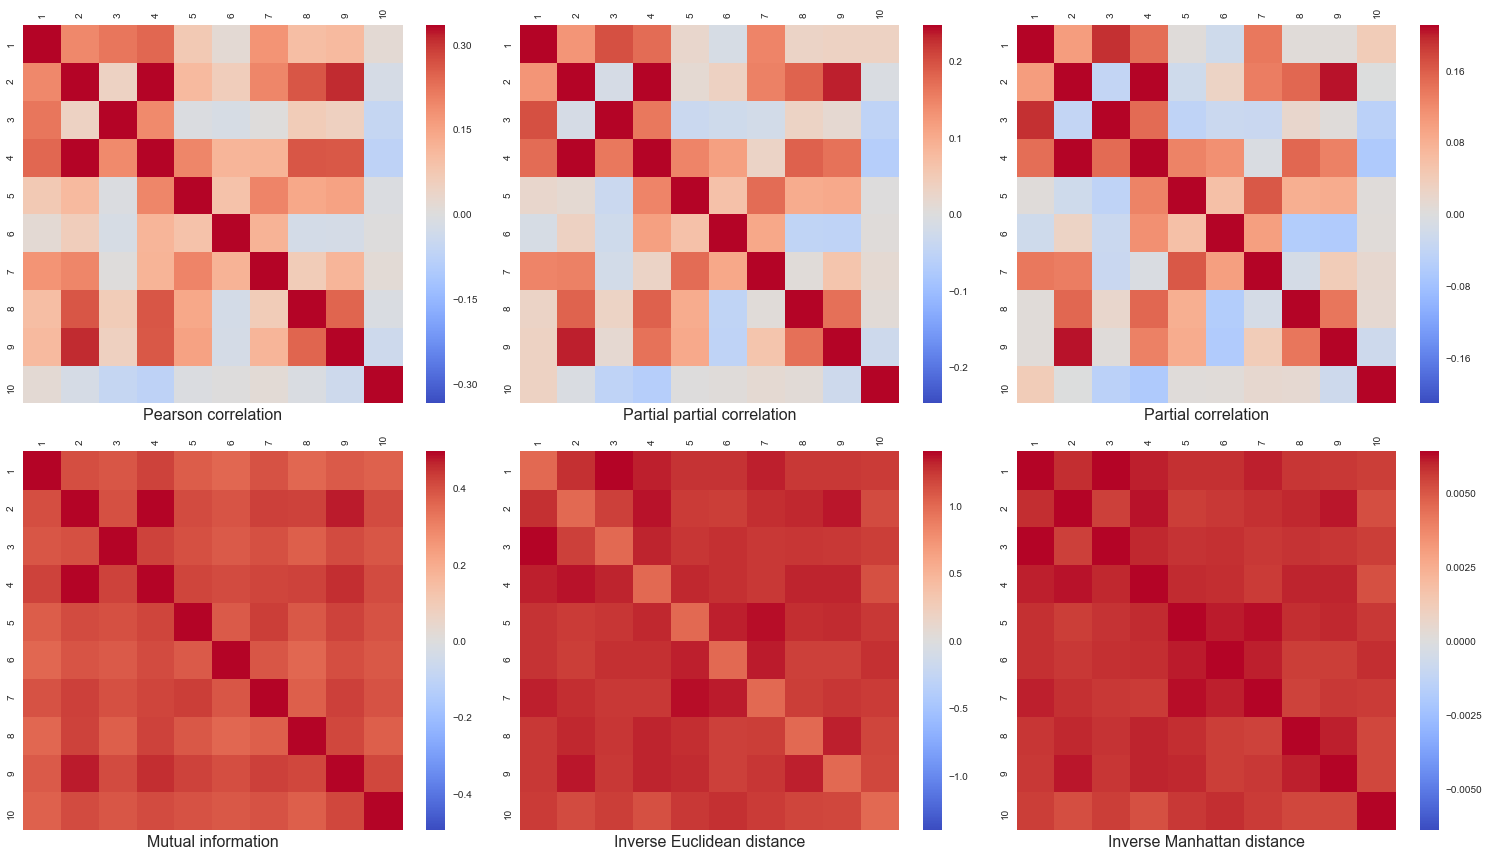 1 2 3 4 5 6 7 8 9 10
1 2 3 4 5 6 7 8 9 10
0.30 0.15 0.00 −0.15 −0.30
Pearson correlation
1 2 3 4 5 6 7 8 9 10
1 2 3 4 5 6 7 8 9 10
0.2 0.1 0.0 −0.1 −0.2
Partial partial correlation
1 2 3 4 5 6 7 8 9 10
1 2 3 4 5 6 7 8 9 10
0.16 0.08 0.00 −0.08 −0.16
Partial correlation
1 2 3 4 5 6 7 8 9 10
1 2 3 4 5 6 7 8 9 10
0.4 0.2 0.0 −0.2 −0.4
Mutual information
1 2 3 4 5 6 7 8 9 10
1 2 3 4 5 6 7 8 9 10
1.0 0.5 0.0 −0.5 −1.0
Inverse Euclidean distance
1 2 3 4 5 6 7 8 9 10
1 2 3 4 5 6 7 8 9 10
0.0050 0.0025 0.0000 −0.0025 −0.0050
Inverse Manhattan distance